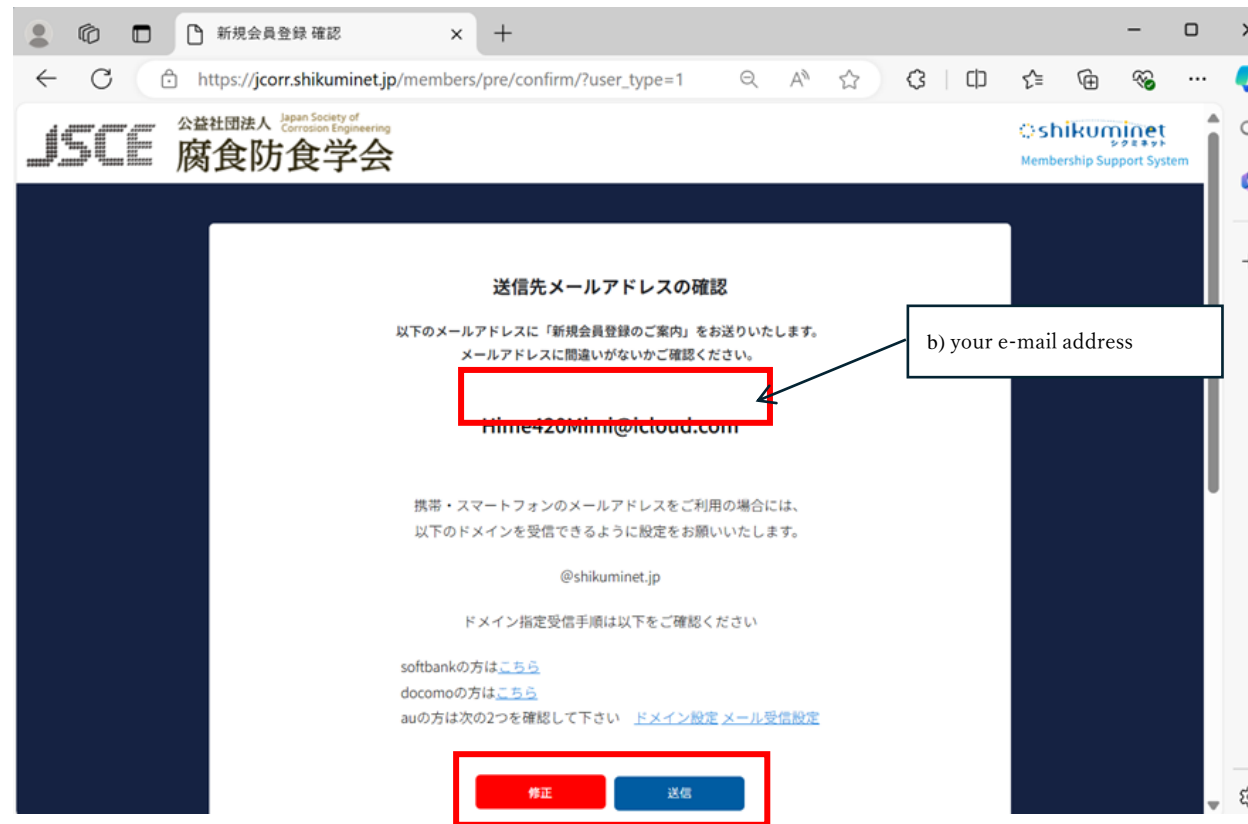 新規会員登録 確認
https://jcorr.shikuminet.jp/members/pre/confirm/?user_type=1
JSCE 公益社団法人 Japan Society of Corrosion Engineering
腐食防食学会
shikuminet
シクミネット
Membership Support System
送信先メールアドレスの確認
以下のメールアドレスに「新規会員登録のご案内」をお送りいたします。
メールアドレスに間違いがないかご確認ください。
b) your e-mail address
Hime420Mimi@icloud.com
携帯・スマートフォンのメールアドレスをご利用の場合には、
以下のドメインを受信できるように設定をお願いいたします。
@shikuminet.jp
ドメイン指定受信手順は以下をご確認ください
softbankの方はこちら
docomoの方はこちら
auの方は次の2つを確認して下さい ドメイン設定 メール受信設定
修正 送信